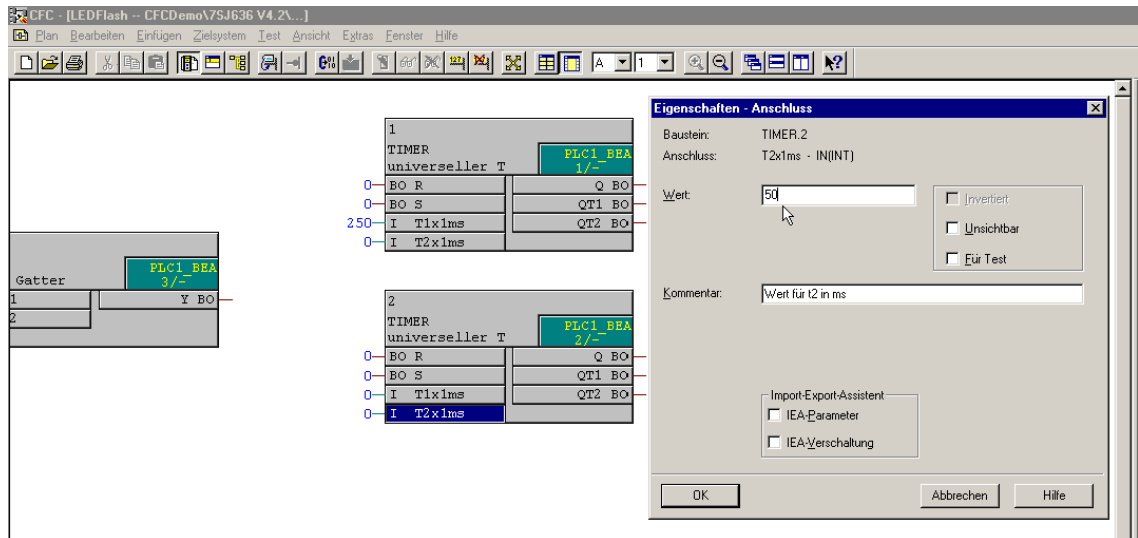 CFC - [LEDFlash -- CFCDemo\7SJ636 V4.2\...]
Plan Bearbeiten Einfügen Zielsystem Test Ansicht Extras Fenster Hilfe
A 1
1
TIMER
universeller T
PLC1_BEA
1/-
0 BO R Q BO
0 BO S QT1 BO
250 I T1x1ms QT2 BO
0 I T2x1ms
Gatter
PLC1_BEA
3/-
1 Y BO
2
2
TIMER
universeller T
PLC1_BEA
2/-
0 BO R Q BO
0 BO S QT1 BO
0 I T1x1ms QT2 BO
0 I T2x1ms
Eigenschaften - Anschluss
Baustein: TIMER.2
Anschluss: T2x1ms - IN(INT)
Wert: 50
Invertiert
Unsichtbar
Für Test
Kommentar: Wert für t2 in ms
Import-Export-Assistent
IEA-Parameter
IEA-Verschaltung
OK Abbrechen Hilfe